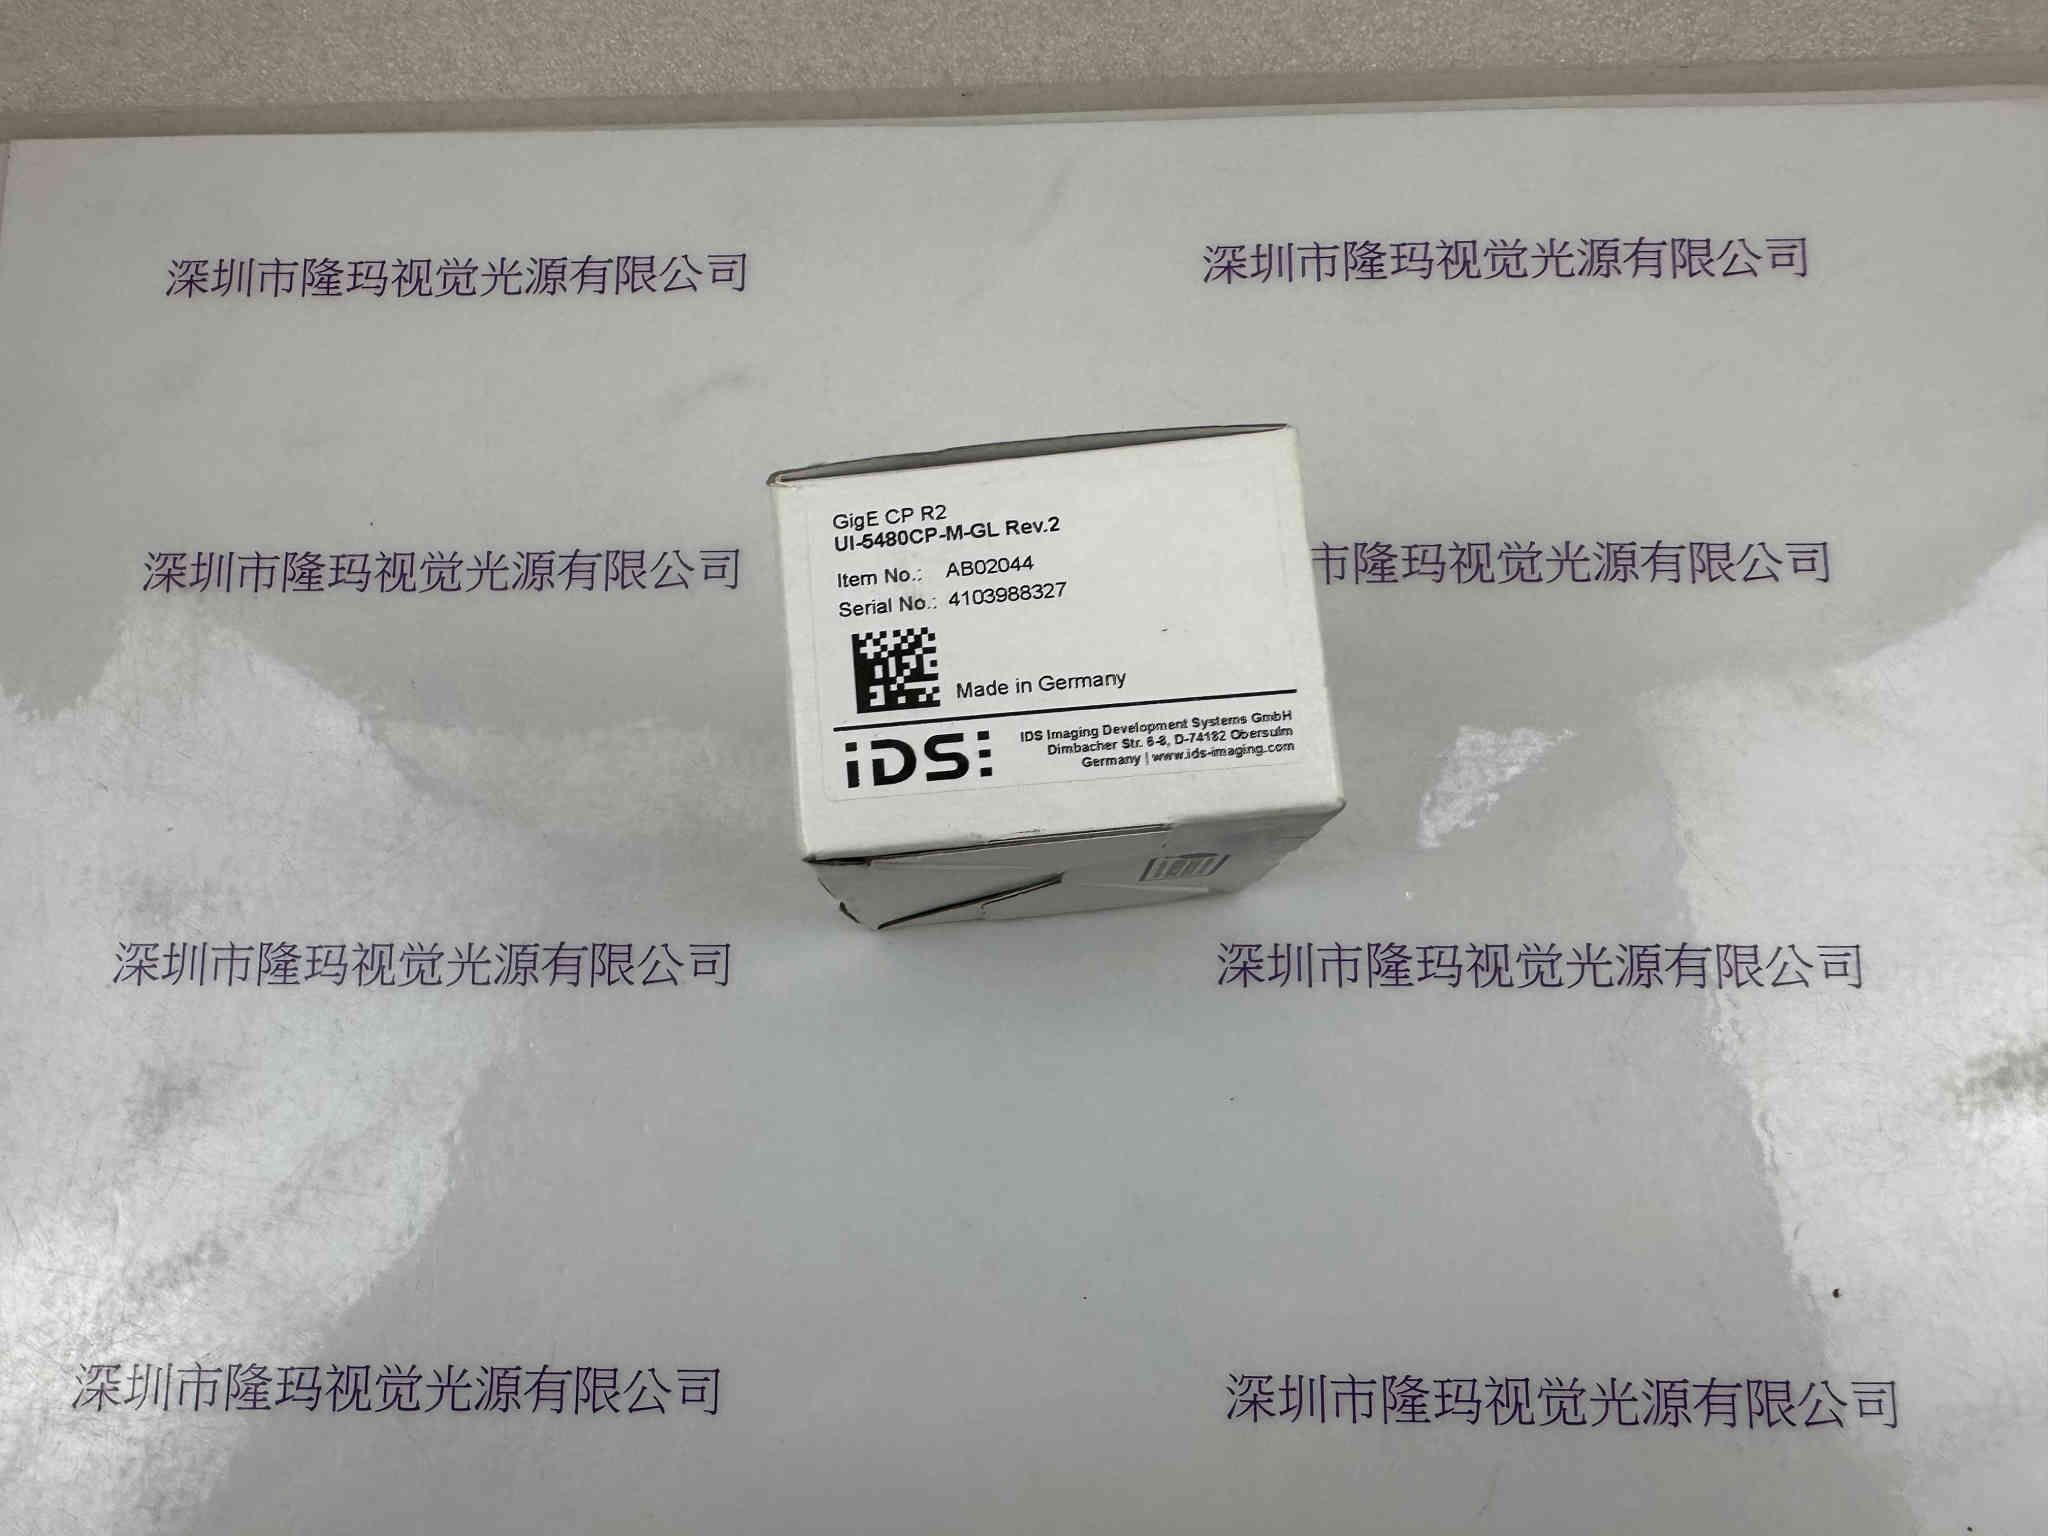 深圳市隆玛视觉光源有限公司
深圳市隆玛视觉光源有限公司
GigE CP R2
UI-5480CP-M-GL Rev.2
Item No.: AB02044
Serial No.: 4103988327
Made in Germany
iDS:
IDS Imaging Development Systems GmbH
Dimbacher Str. 6-8, D-74182 Obersulm
Germany | www.ids-imaging.com
深圳市隆玛视觉光源有限公司
市隆玛视觉光源有限公司
深圳市隆玛视觉光源有限公司
深圳市隆玛视觉光源有限公司
深圳市隆玛视觉光源有限公司
深圳市隆玛视觉光源有限公司